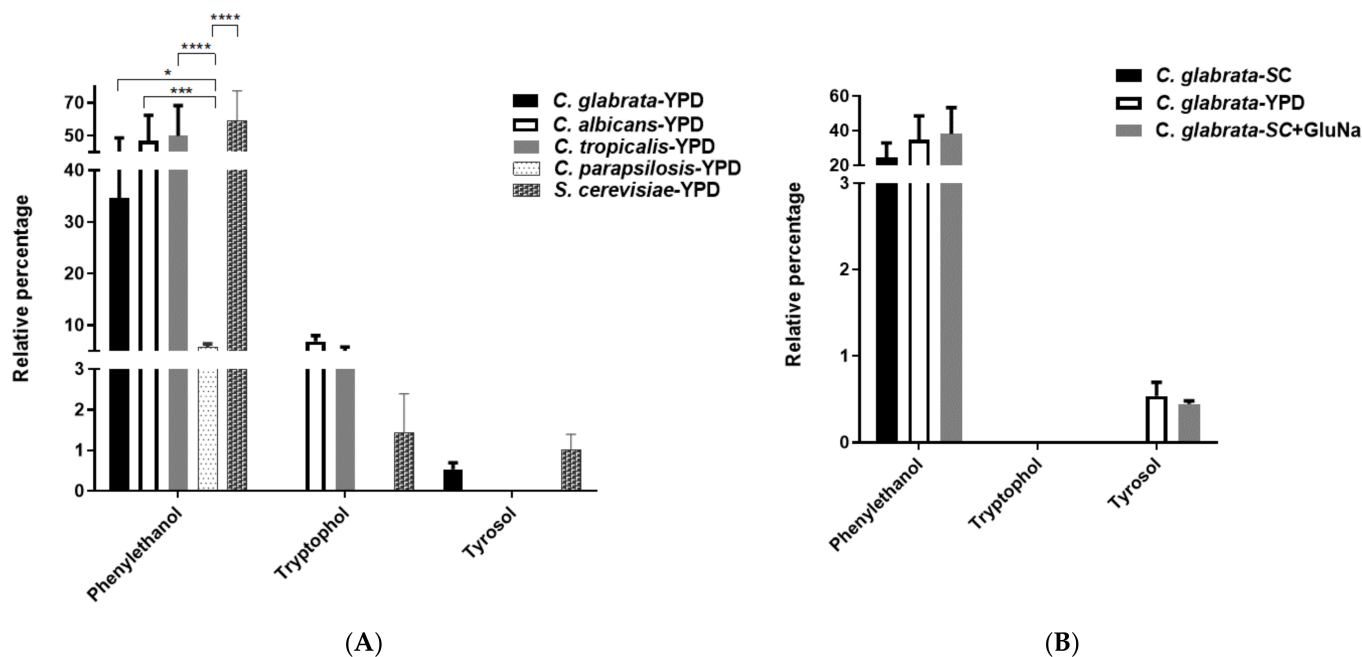 ****
****
*
***
70
50
40
30
20
10
3
2
1
0
Relative percentage
Phenylethanol
Tryptophol
Tyrosol
C. glabrata-YPD
C. albicans-YPD
C. tropicalis-YPD
C. parapsilosis-YPD
S. cerevisiae-YPD
(A)
60
40
20
3
2
1
0
Relative percentage
Phenylethanol
Tryptophol
Tyrosol
C. glabrata-SC
C. glabrata-YPD
C. glabrata-SC+GluNa
(B)